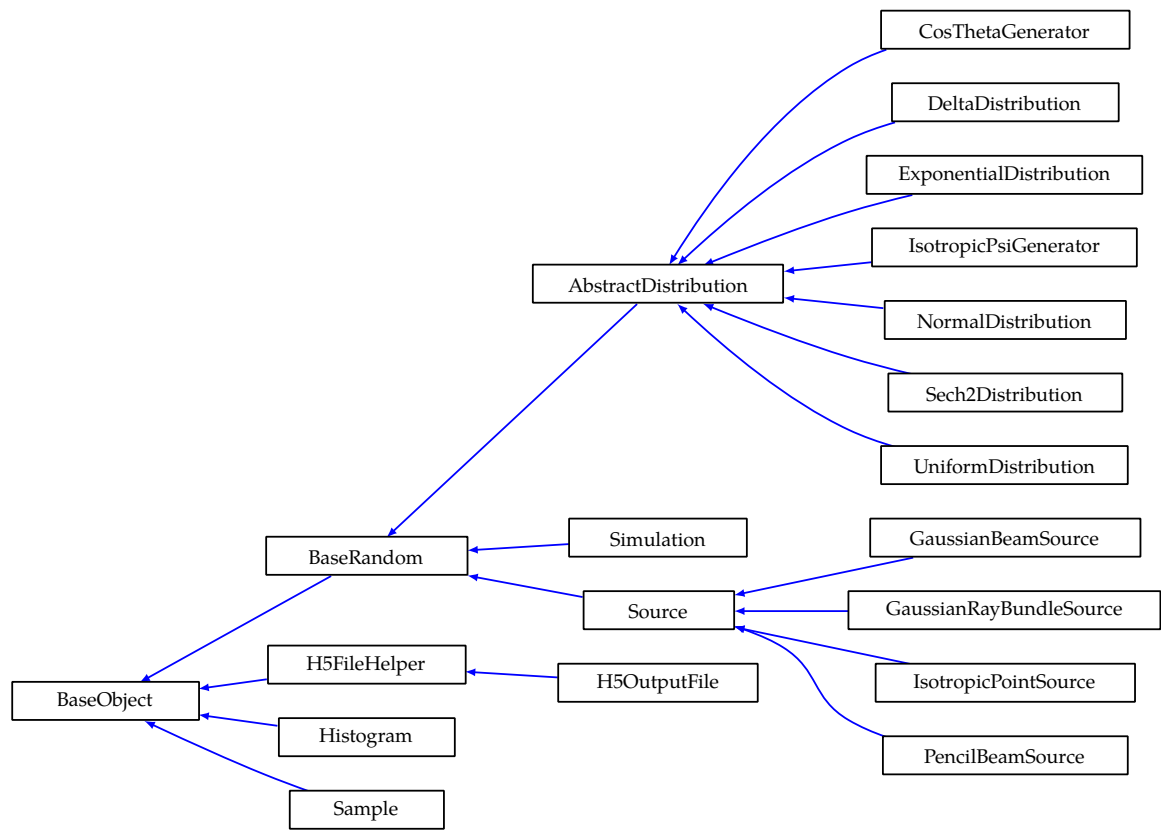 CosThetaGenerator
DeltaDistribution
ExponentialDistribution
IsotropicPsiGenerator
AbstractDistribution
NormalDistribution
Sech2Distribution
UniformDistribution
GaussianBeamSource
Simulation
BaseRandom
GaussianRayBundleSource
Source
H5FileHelper
H5OutputFile
IsotropicPointSource
BaseObject
Histogram
PencilBeamSource
Sample